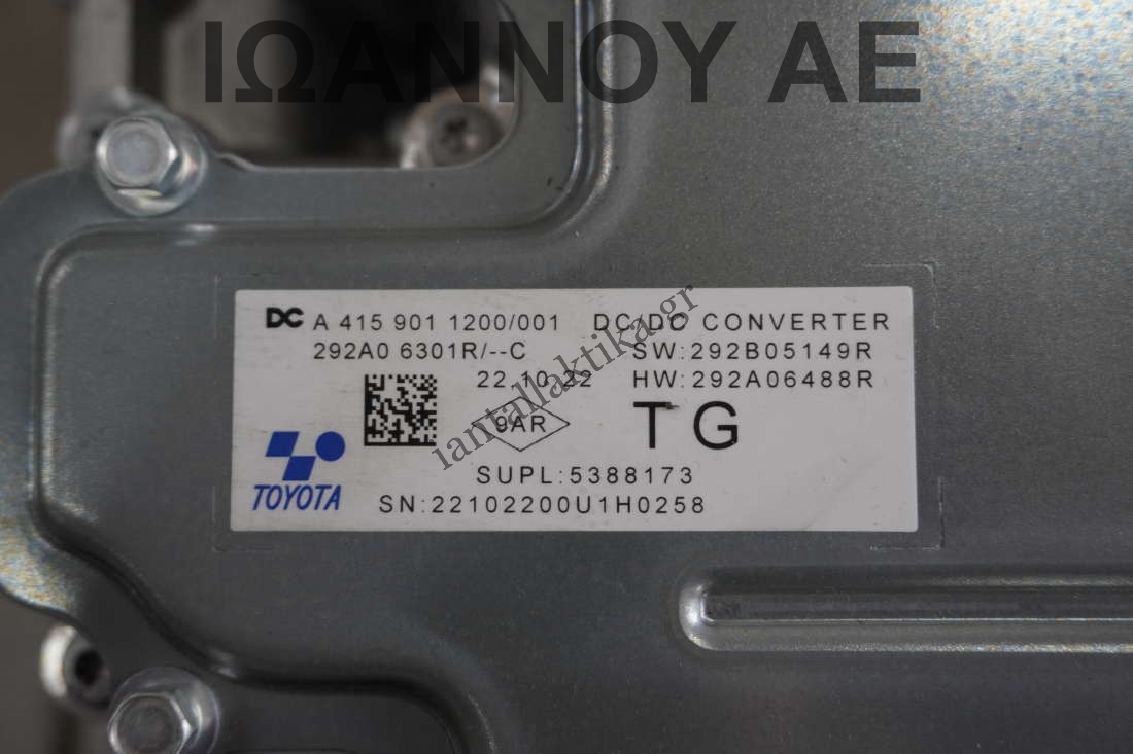 ΙΩΑΝΝΟΥ ΑΕ
DC A 415 901 1200/001 DC/DC CONVERTER
292A0 6301R/--C SW:292B05149R
22.10.22 HW:292A06488R
9AR TG
TOYOTA
SUPL:5388173
SN:22102200U1H0258
iantallaktika.gr